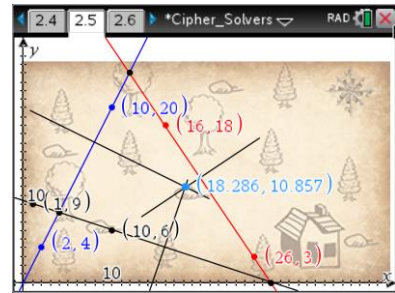 2.4 2.5 2.6 *Cipher_Solvers RAD
y
(10,20)
(16,18)
(18.286,10.857)
10 (1,9)
(10,6)
(2,4)
(26,3)
10
x